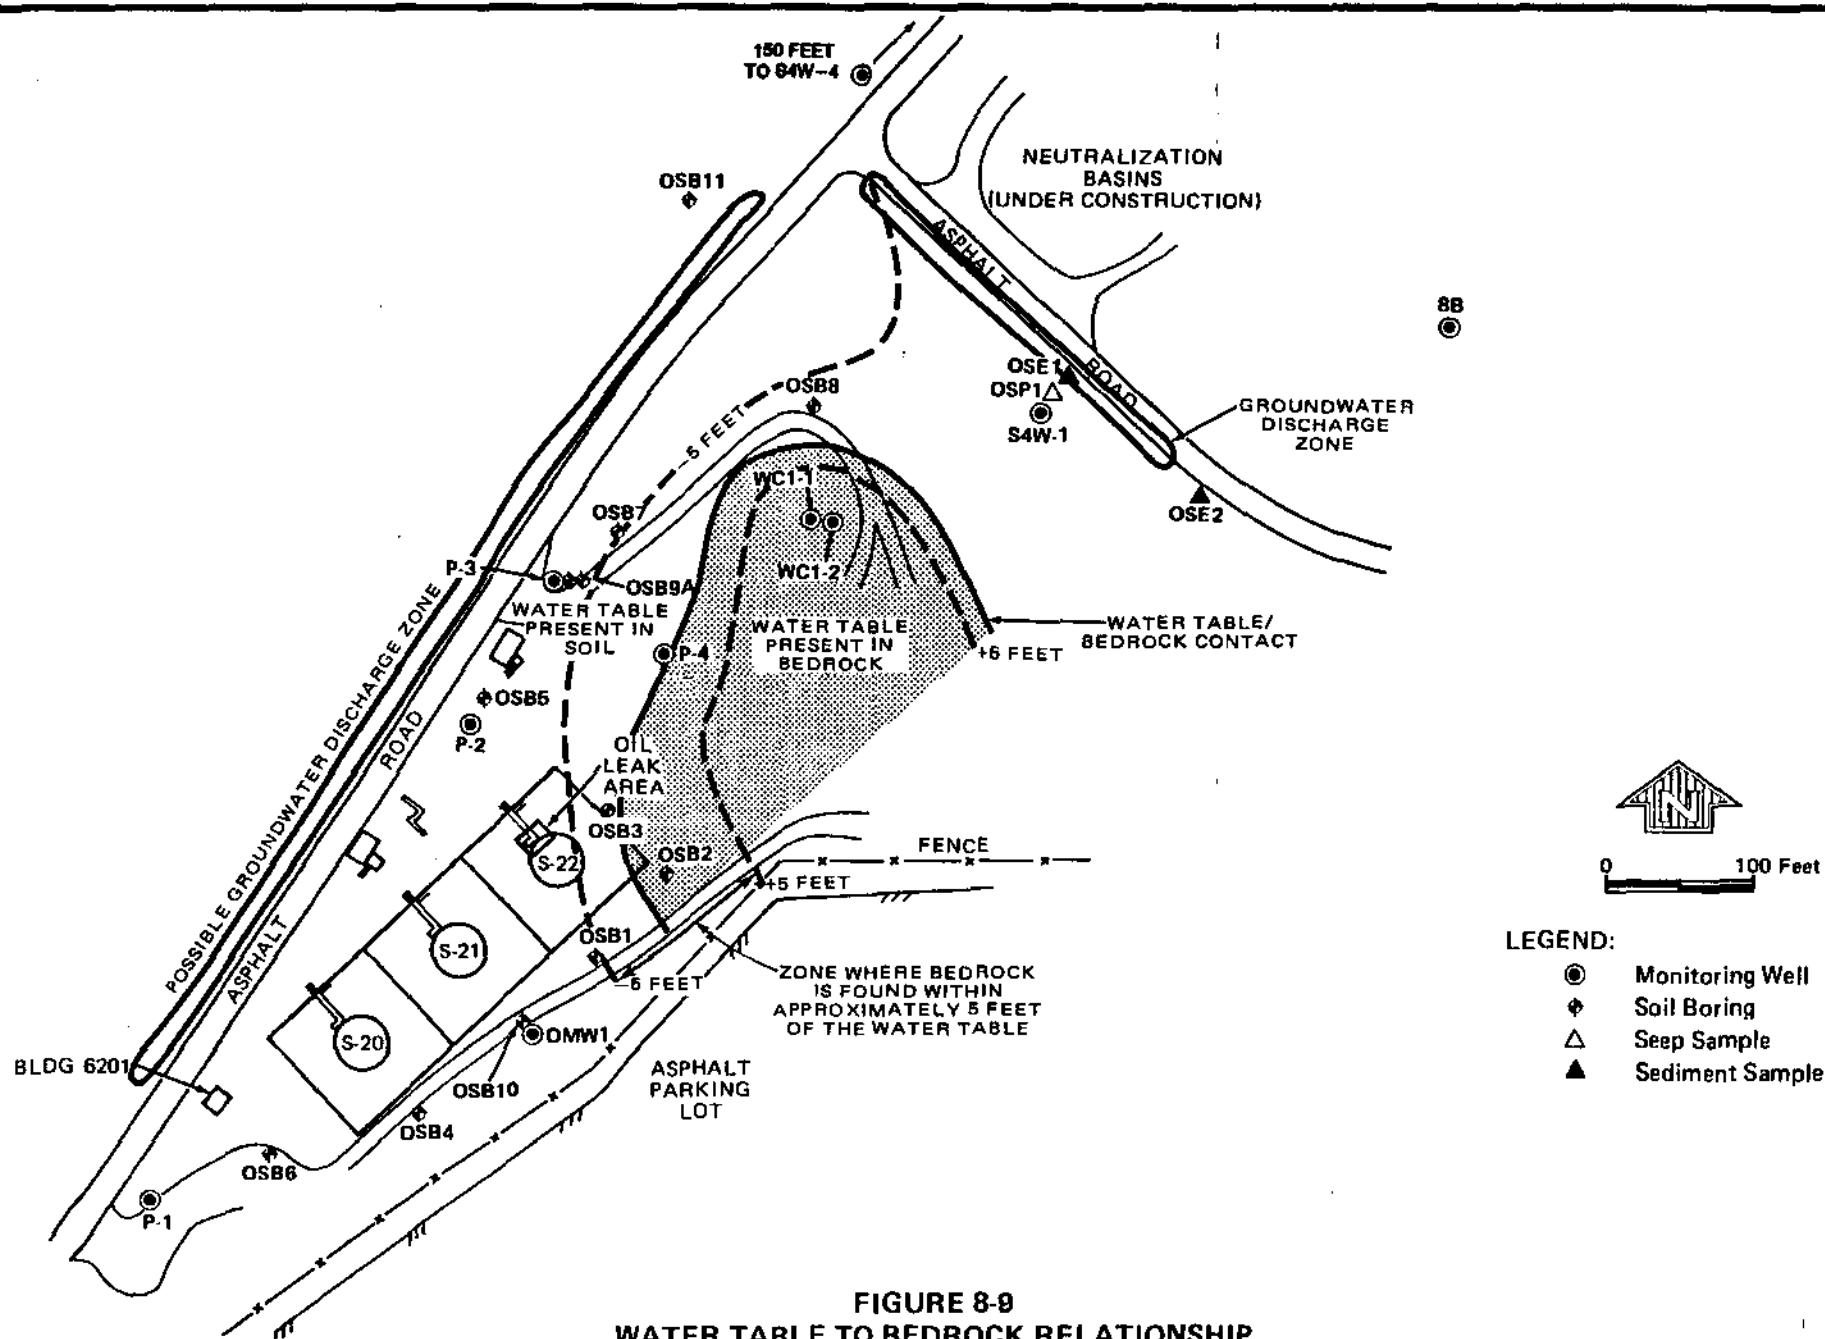 150 FEET
TO 84W-4
NEUTRALIZATION
BASINS
(UNDER CONSTRUCTION)
OSB11
ASPHALT
ROAD
8B
OSE1
OSP1
S4W-1
GROUNDWATER
DISCHARGE
ZONE
OSE2
OSB8
-5 FEET
WC1-1
OSB7
P-3
OSB9A
WC1-2
WATER TABLE
PRESENT IN
SOIL
WATER TABLE
PRESENT IN
BEDROCK
WATER TABLE/
BEDROCK CONTACT
+5 FEET
P-4
OSB5
P-2
POSSIBLE GROUNDWATER DISCHARGE ZONE
ASPHALT
ROAD
OIL
LEAK
AREA
OSB3
S-22
OSB2
FENCE
+5 FEET
S-21
OSB1
-5 FEET
ZONE WHERE BEDROCK
IS FOUND WITHIN
APPROXIMATELY 5 FEET
OF THE WATER TABLE
S-20
OMW1
BLDG 6201
OSB10
ASPHALT
PARKING
LOT
OSB4
OSB6
P-1
N
0 100 Feet
LEGEND:
Monitoring Well
Soil Boring
Seep Sample
Sediment Sample
FIGURE 8-9
WATER TABLE TO BEDROCK RELATIONSHIP